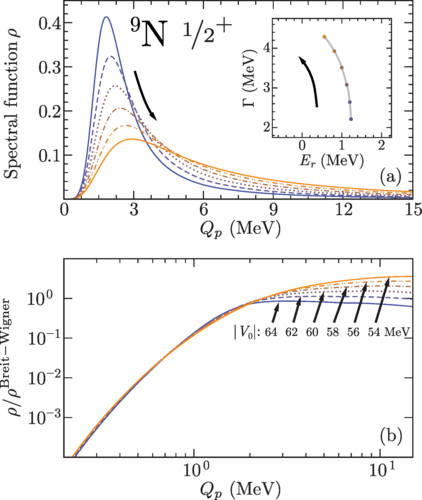 ⁹N 1/2⁺
Spectral function ρ
0.4
0.3
0.2
0.1
0 3 6 9 12 15
Q_p (MeV)
(a)
Γ (MeV)
4
3
2
0 1 2
E_r (MeV)
ρ/ρ^Breit−Wigner
10⁰
10⁻¹
10⁻²
10⁻³
|V₀|: 64 62 60 58 56 54 MeV
(b)
10⁰ 10¹
Q_p (MeV)